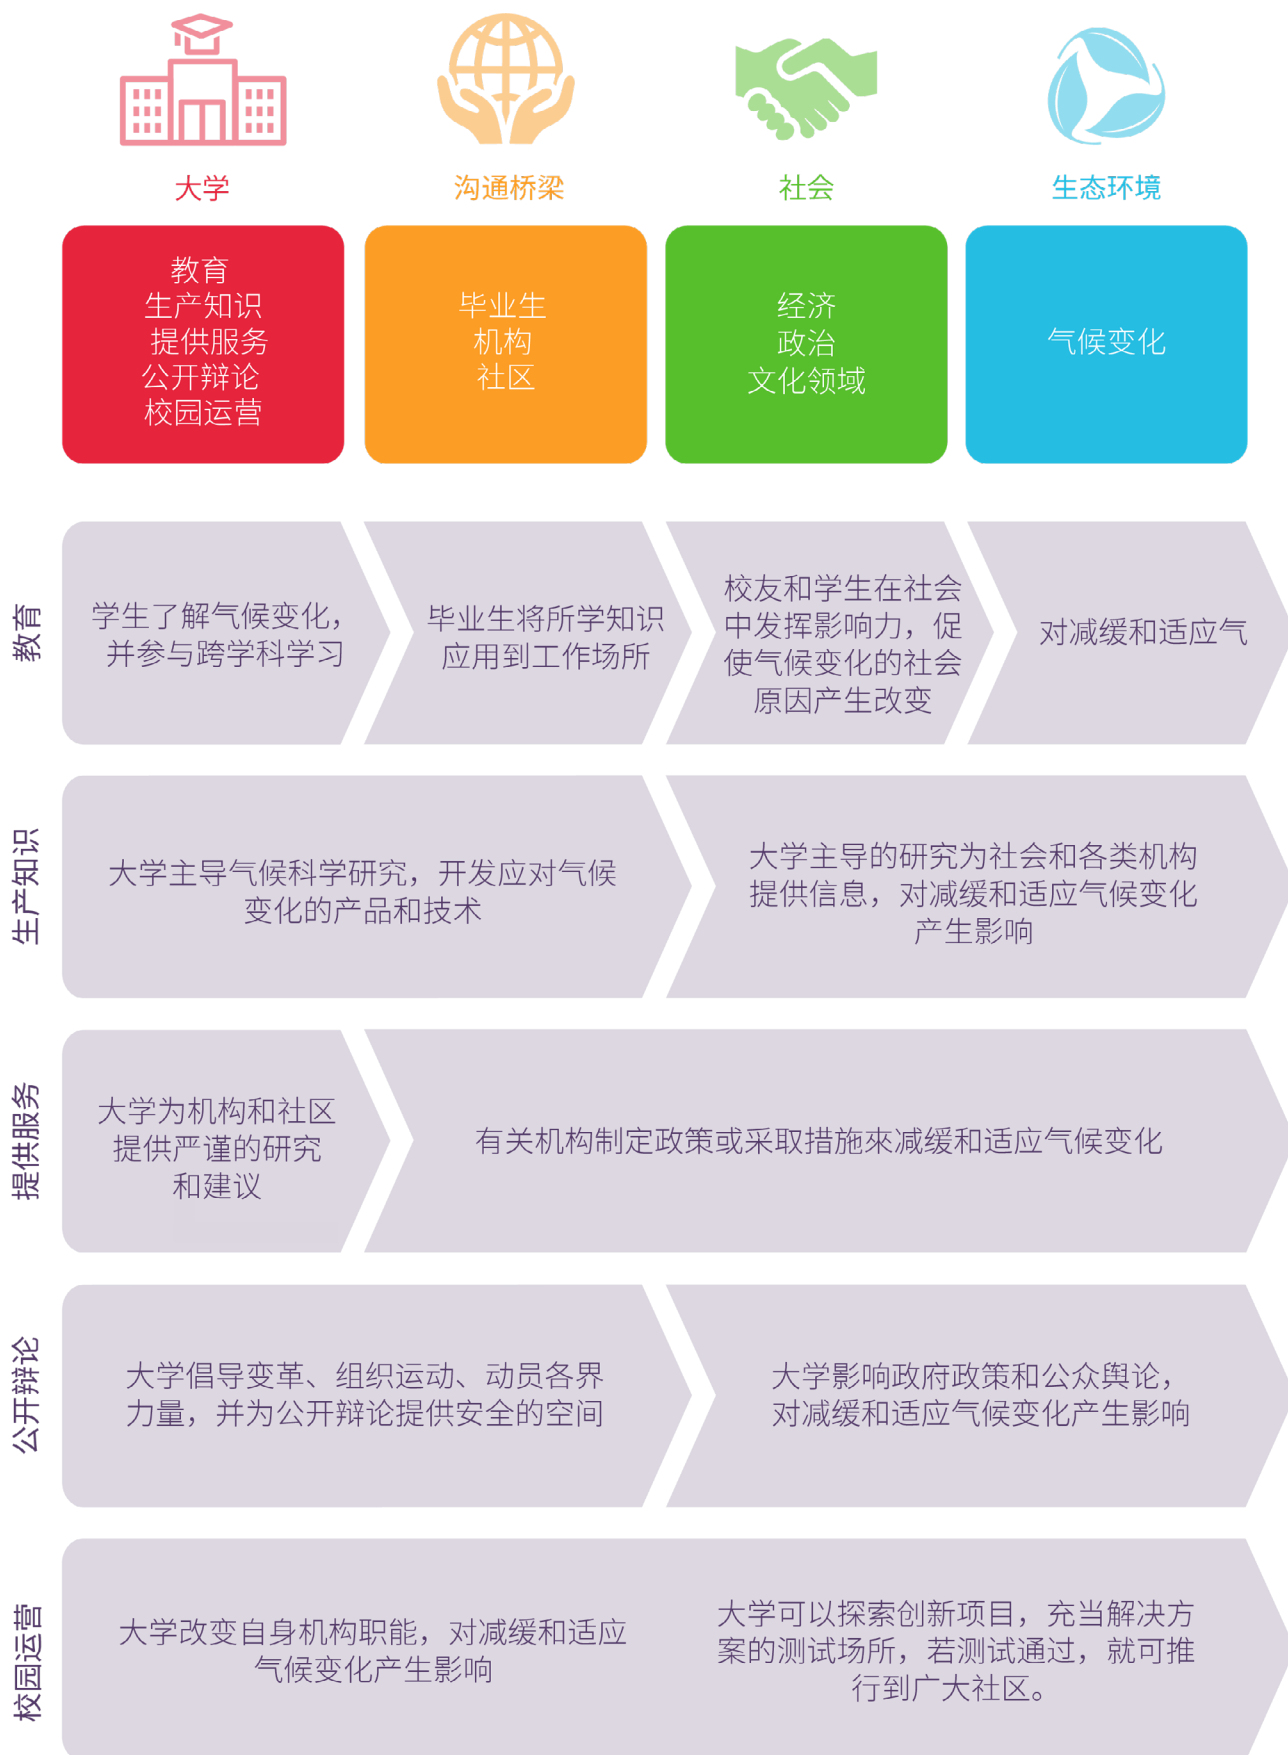 大学
沟通桥梁
社会
生态环境
教育
生产知识
提供服务
公开辩论
校园运营
毕业生
机构
社区
经济
政治
文化领域
气候变化
教育
学生了解气候变化，
并参与跨学科学习
毕业生将所学知识
应用到工作场所
校友和学生在社会
中发挥影响力，促
使气候变化的社会
原因产生改变
对减缓和适应气
生产知识
大学主导气候科学研究，开发应对气候
变化的产品和技术
大学主导的研究为社会和各类机构
提供信息，对减缓和适应气候变化
产生影响
提供服务
大学为机构和社区
提供严谨的研究
和建议
有关机构制定政策或采取措施來减缓和适应气候变化
公开辩论
大学倡导变革、组织运动、动员各界
力量，并为公开辩论提供安全的空间
大学影响政府政策和公众舆论，
对减缓和适应气候变化产生影响
校园运营
大学改变自身机构职能，对减缓和适应
气候变化产生影响
大学可以探索创新项目，充当解决方
案的测试场所，若测试通过，就可推
行到广大社区。